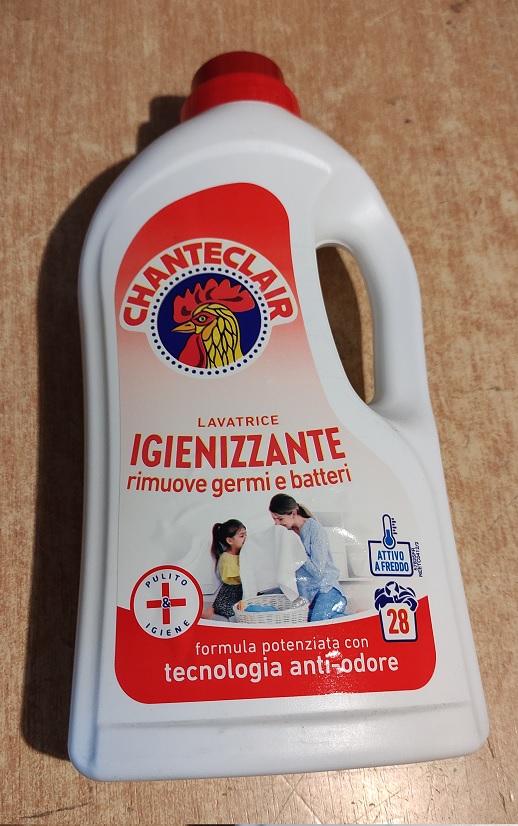 CHANTECLAIR
LAVATRICE
IGIENIZZANTE
rimuove germi e batteri
ATTIVO
A FREDDO
PULITO
&
IGIENE
28
formula potenziata con
tecnologia anti-odore